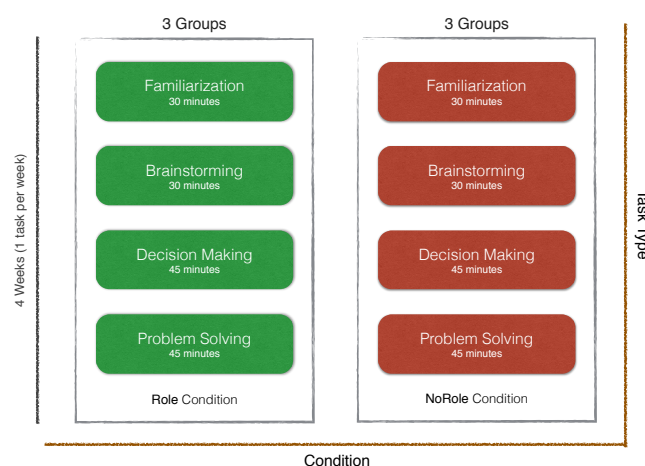 3 Groups
3 Groups
Familiarization
30 minutes
Familiarization
30 minutes
Brainstorming
30 minutes
Brainstorming
30 minutes
Decision Making
45 minutes
Decision Making
45 minutes
Problem Solving
45 minutes
Problem Solving
45 minutes
Role Condition
NoRole Condition
4 Weeks (1 task per week)
Task Type
Condition